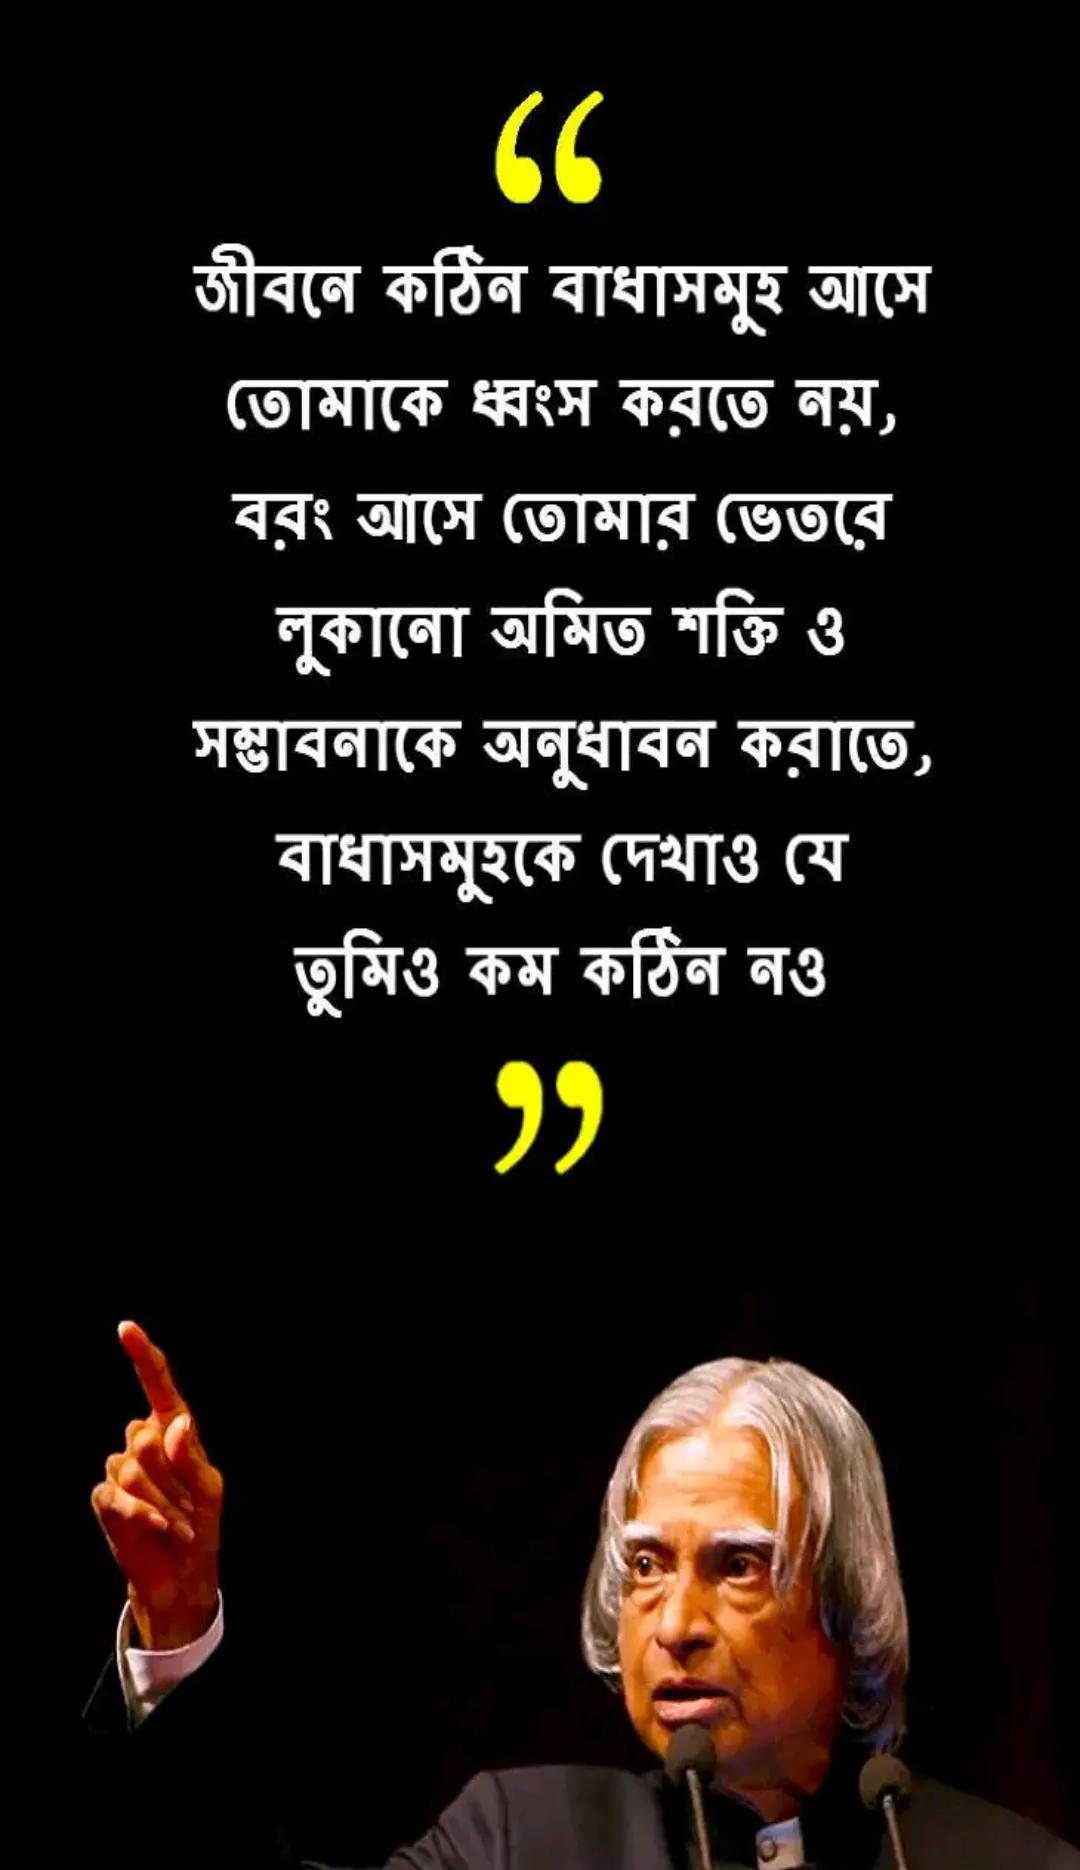 “
জীবনে কঠিন বাধাসমুহ আসে
তোমাকে ধ্বংস করতে নয়,
বরং আসে তোমার ভেতরে
লুকানো অমিত শক্তি ও
সম্ভাবনাকে অনুধাবন করাতে,
বাধাসমুহকে দেখাও যে
তুমিও কম কঠিন নও
”